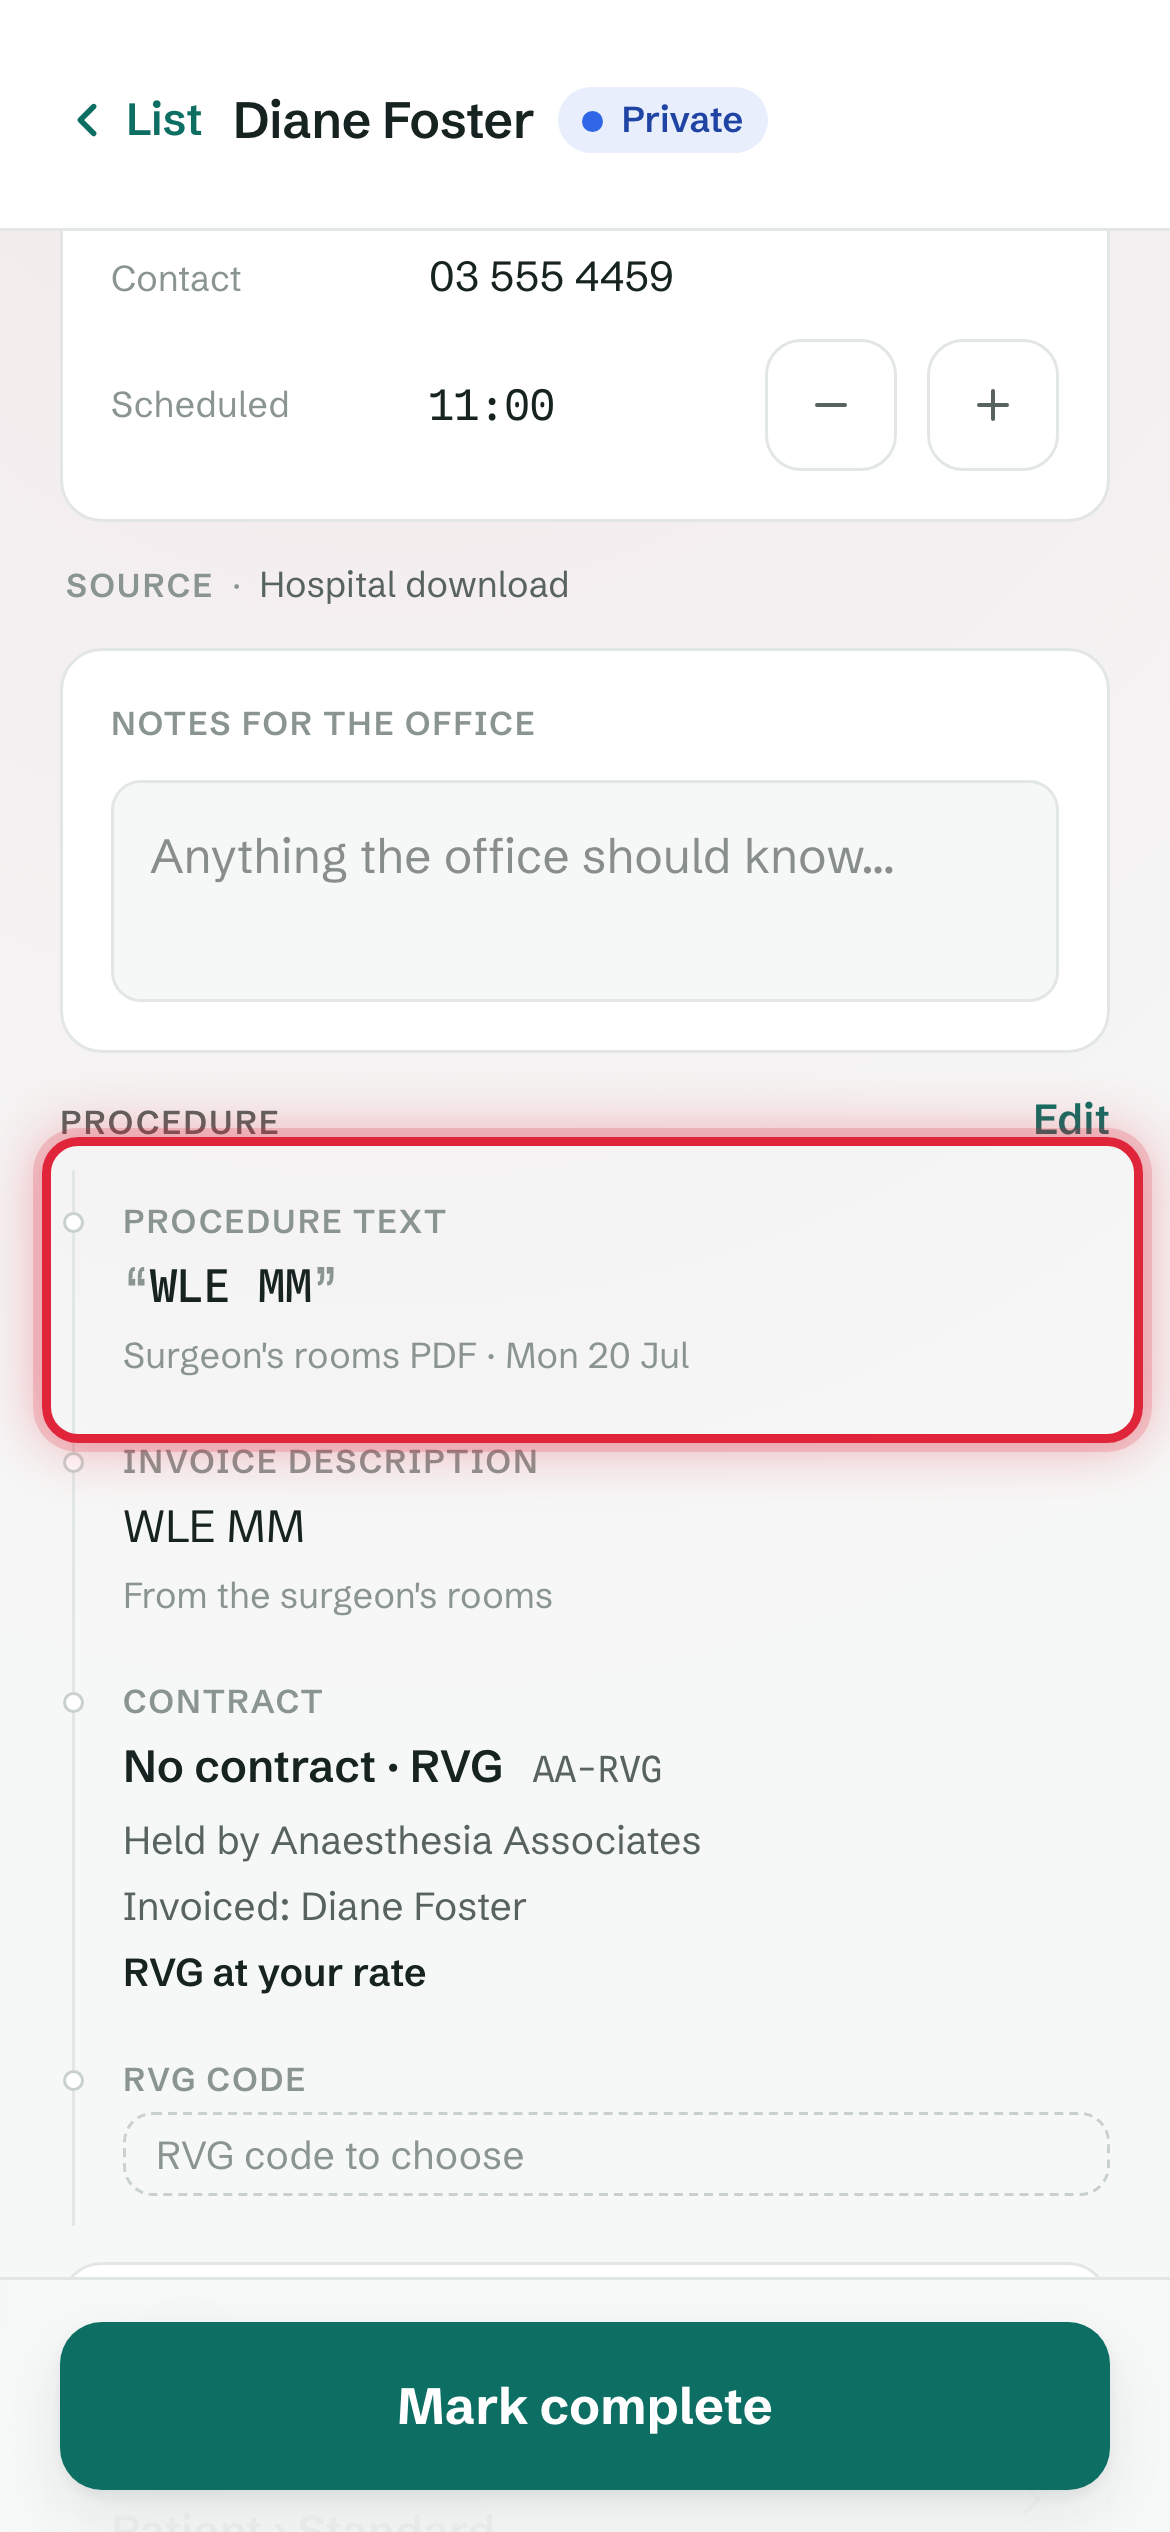 List Diane Foster Private
Contact 03 555 4459
Scheduled 11:00
SOURCE · Hospital download
NOTES FOR THE OFFICE
Anything the office should know...
PROCEDURE Edit
PROCEDURE TEXT
“WLE MM”
Surgeon's rooms PDF · Mon 20 Jul
INVOICE DESCRIPTION
WLE MM
From the surgeon's rooms
CONTRACT
No contract · RVG AA-RVG
Held by Anaesthesia Associates
Invoiced: Diane Foster
RVG at your rate
RVG CODE
RVG code to choose
Mark complete
Patient › Standard